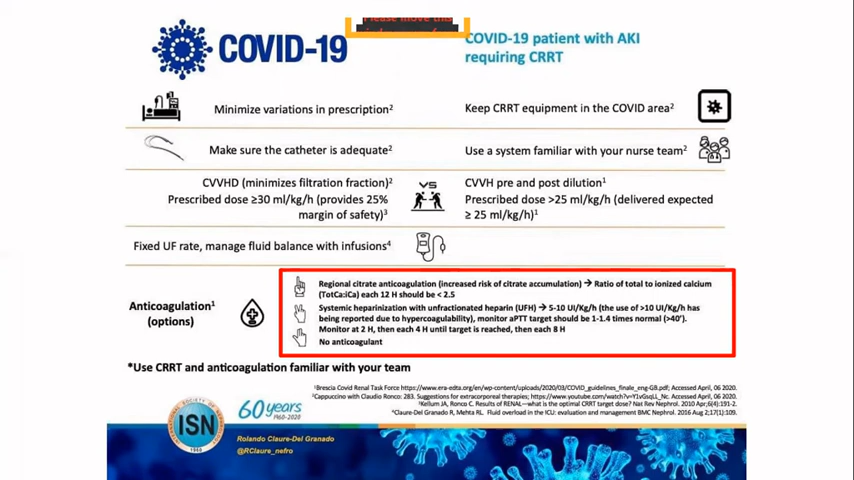 Please move this
COVID-19
COVID-19 patient with AKI
requiring CRRT
Minimize variations in prescription²
Keep CRRT equipment in the COVID area²
Make sure the catheter is adequate²
Use a system familiar with your nurse team²
CVVHD (minimizes filtration fraction)²
Prescribed dose ≥30 ml/kg/h (provides 25%
margin of safety)³
VS
CVVH pre and post dilution¹
Prescribed dose >25 ml/kg/h (delivered expected
≥ 25 ml/kg/h)¹
Fixed UF rate, manage fluid balance with infusions⁴
Anticoagulation¹
(options)
Regional citrate anticoagulation (increased risk of citrate accumulation) → Ratio of total to ionized calcium
(TotCa:iCa) each 12 H should be < 2.5
Systemic heparinization with unfractionated heparin (UFH) → 5-10 UI/Kg/h (the use of >10 UI/Kg/h has
being reported due to hypercoagulability), monitor aPTT target should be 1-1.4 times normal (>40').
Monitor at 2 H, then each 4 H until target is reached, then each 8 H
No anticoagulant
*Use CRRT and anticoagulation familiar with your team
¹Brescia Covid Renal Task Force https://www.era-edta.org/en/wp-content/uploads/2020/03/COVID_guidelines_finale_eng-GB.pdf; Accessed April, 06 2020.
²Cappuccino with Claudio Ronco: 283. Suggestions for extracorporeal therapies; https://www.youtube.com/watch?v=Y1vGsqLL_Nc. Accessed April, 06 2020.
³Kellum JA, Ronco C. Results of RENAL—what is the optimal CRRT target dose? Nat Rev Nephrol. 2010 Apr;6(4):191-2.
⁴Claure-Del Granado R, Mehta RL. Fluid overload in the ICU: evaluation and management BMC Nephrol. 2016 Aug 2;17(1):109.
ISN
1960
60 years
1960-2020
Rolando Claure-Del Granado
@RClaure_nefro